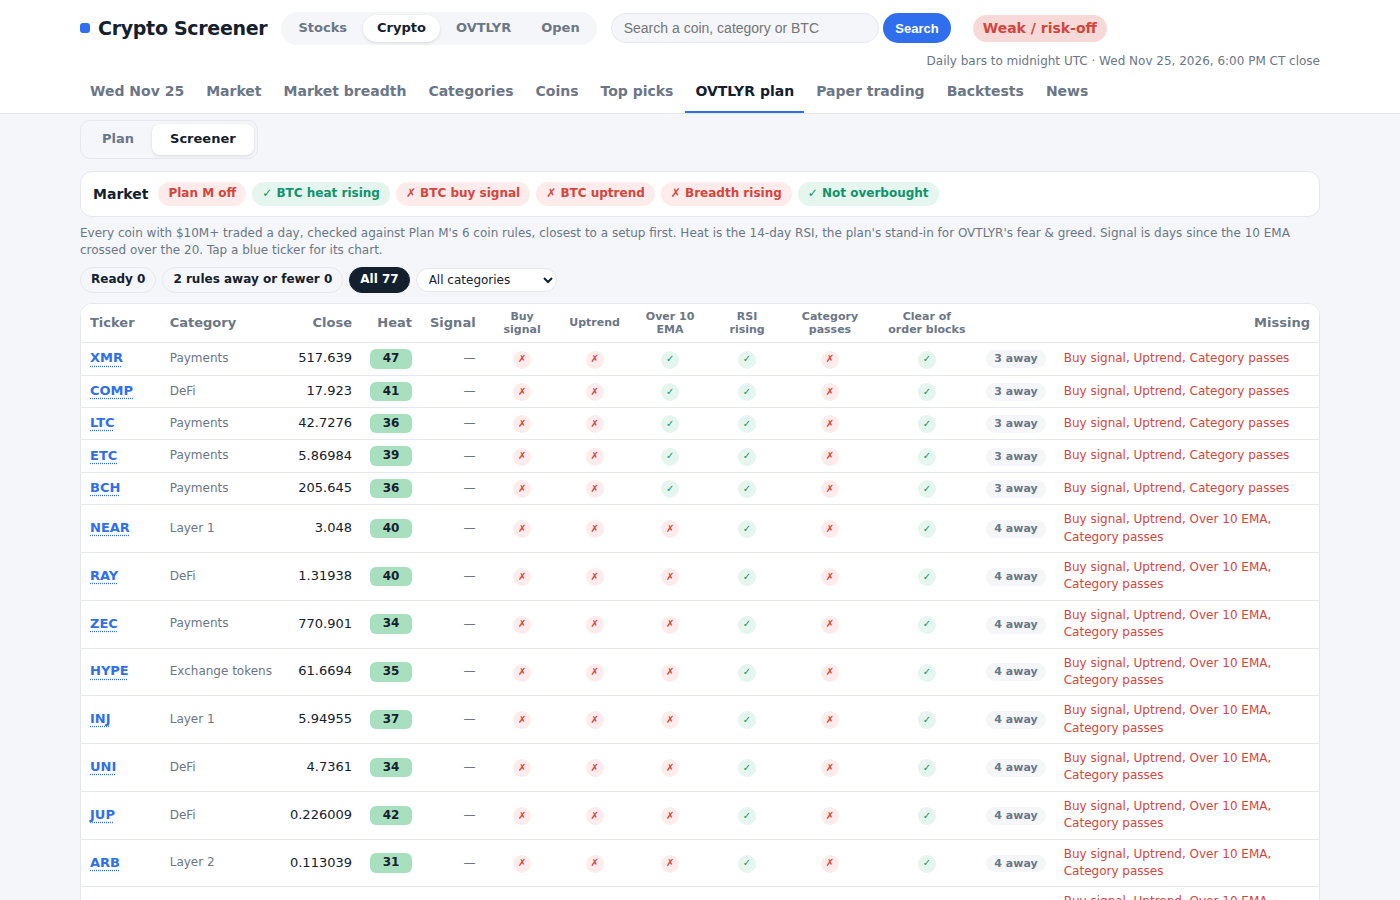 Crypto Screener
Stocks Crypto OVTLYR Open
Search a coin, category or BTC
Search
Weak / risk-off
Daily bars to midnight UTC · Wed Nov 25, 2026, 6:00 PM CT close
Wed Nov 25 Market Market breadth Categories Coins Top picks OVTLYR plan Paper trading Backtests News
Plan Screener
Market Plan M off ✓ BTC heat rising ✗ BTC buy signal ✗ BTC uptrend ✗ Breadth rising ✓ Not overbought
Every coin with $10M+ traded a day, checked against Plan M's 6 coin rules, closest to a setup first. Heat is the 14-day RSI, the plan's stand-in for OVTLYR's fear & greed. Signal is days since the 10 EMA
crossed over the 20. Tap a blue ticker for its chart.
Ready 0 2 rules away or fewer 0 All 77 All categories
Ticker Category Close Heat Signal Buy signal Uptrend Over 10 EMA RSI rising Category passes Clear of order blocks Missing
XMR Payments 517.639 47 — ✗ ✗ ✓ ✓ ✗ ✓ 3 away Buy signal, Uptrend, Category passes
COMP DeFi 17.923 41 — ✗ ✗ ✓ ✓ ✗ ✓ 3 away Buy signal, Uptrend, Category passes
LTC Payments 42.7276 36 — ✗ ✗ ✓ ✓ ✗ ✓ 3 away Buy signal, Uptrend, Category passes
ETC Payments 5.86984 39 — ✗ ✗ ✓ ✓ ✗ ✓ 3 away Buy signal, Uptrend, Category passes
BCH Payments 205.645 36 — ✗ ✗ ✓ ✓ ✗ ✓ 3 away Buy signal, Uptrend, Category passes
NEAR Layer 1 3.048 40 — ✗ ✗ ✗ ✓ ✗ ✓ 4 away Buy signal, Uptrend, Over 10 EMA,
Category passes
RAY DeFi 1.31938 40 — ✗ ✗ ✗ ✓ ✗ ✓ 4 away Buy signal, Uptrend, Over 10 EMA,
Category passes
ZEC Payments 770.901 34 — ✗ ✗ ✗ ✓ ✗ ✓ 4 away Buy signal, Uptrend, Over 10 EMA,
Category passes
HYPE Exchange tokens 61.6694 35 — ✗ ✗ ✗ ✓ ✗ ✓ 4 away Buy signal, Uptrend, Over 10 EMA,
Category passes
INJ Layer 1 5.94955 37 — ✗ ✗ ✗ ✓ ✗ ✓ 4 away Buy signal, Uptrend, Over 10 EMA,
Category passes
UNI DeFi 4.7361 34 — ✗ ✗ ✗ ✓ ✗ ✓ 4 away Buy signal, Uptrend, Over 10 EMA,
Category passes
JUP DeFi 0.226009 42 — ✗ ✗ ✗ ✓ ✗ ✓ 4 away Buy signal, Uptrend, Over 10 EMA,
Category passes
ARB Layer 2 0.113039 31 — ✗ ✗ ✗ ✓ ✗ ✓ 4 away Buy signal, Uptrend, Over 10 EMA,
Category passes